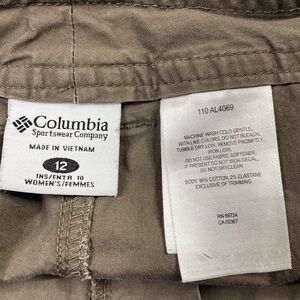 Columbia
Sportswear Company
MADE IN VIETNAM
12
INS/ENTR 10
WOMEN'S/FEMMES
110 AL4069
MACHINE WASH COLD GENTLE,
WITH LIKE COLORS, DO NOT BLEACH,
TUMBLE DRY LOW, REMOVE PROMPTLY,
IRON LOW.
DO NOT USE FABRIC SOFTENER,
IF PRESENT DO NOT IRON DECAL,
DO NOT DRYCLEAN
BODY: 98% COTTON, 2% ELASTANE
EXCLUSIVE OF TRIMMING
RN 69724
CA 05367